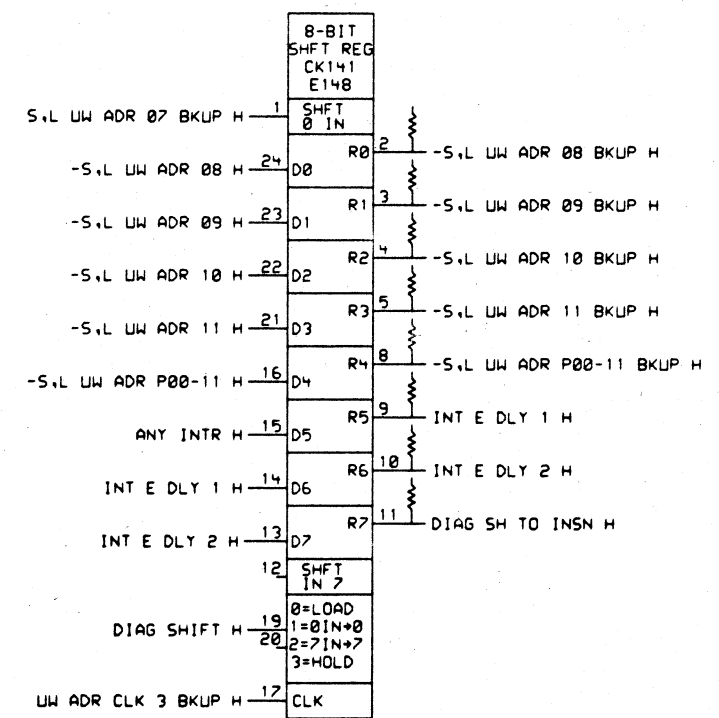 8-BIT
SHFT REG
CK141
E148
S,L UW ADR 07 BKUP H 1 SHFT
0 IN
R0 2 -S,L UW ADR 08 BKUP H
-S,L UW ADR 08 H 24 D0
R1 3 -S,L UW ADR 09 BKUP H
-S,L UW ADR 09 H 23 D1
R2 4 -S,L UW ADR 10 BKUP H
-S,L UW ADR 10 H 22 D2
R3 5 -S,L UW ADR 11 BKUP H
-S,L UW ADR 11 H 21 D3
R4 8 -S,L UW ADR P00-11 BKUP H
-S,L UW ADR P00-11 H 16 D4
R5 9 INT E DLY 1 H
ANY INTR H 15 D5
R6 10 INT E DLY 2 H
INT E DLY 1 H 14 D6
R7 11 DIAG SH TO INSN H
INT E DLY 2 H 13 D7
12 SHFT
IN 7
0=LOAD
DIAG SHIFT H 19 1=0IN→0
20 2=7IN→7
3=HOLD
UW ADR CLK 3 BKUP H 17 CLK